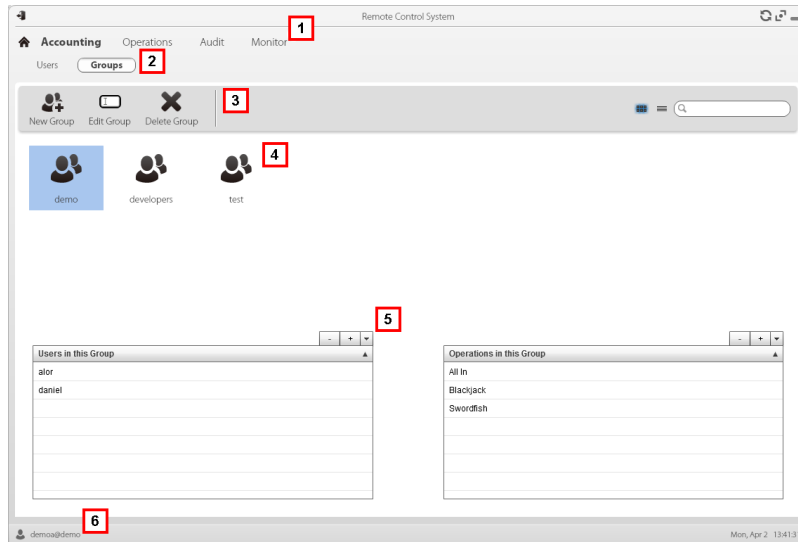 Remote Control System
1
Accounting Operations Audit Monitor
Users Groups 2
3
New Group Edit Group Delete Group
4
demo developers test
5
- +
- +
Users in this Group
Operations in this Group
alor
All In
daniel
Blackjack
Swordfish
6
demoa@demo
Mon, Apr 2 13:41:3